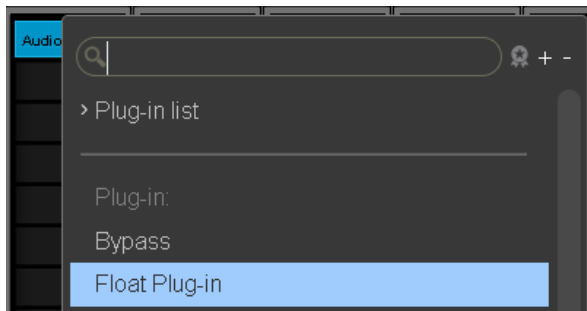 Audio
+ -
> Plug-in list
Plug-in:
Bypass
Float Plug-in